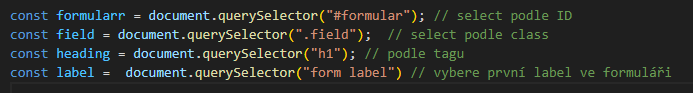 const formularr = document.querySelector("#formular"); // select podle ID
const field = document.querySelector(".field");  // select podle class
const heading = document.querySelector("h1"); // podle tagu
const label =  document.querySelector("form label") // vybere první label ve formuláři